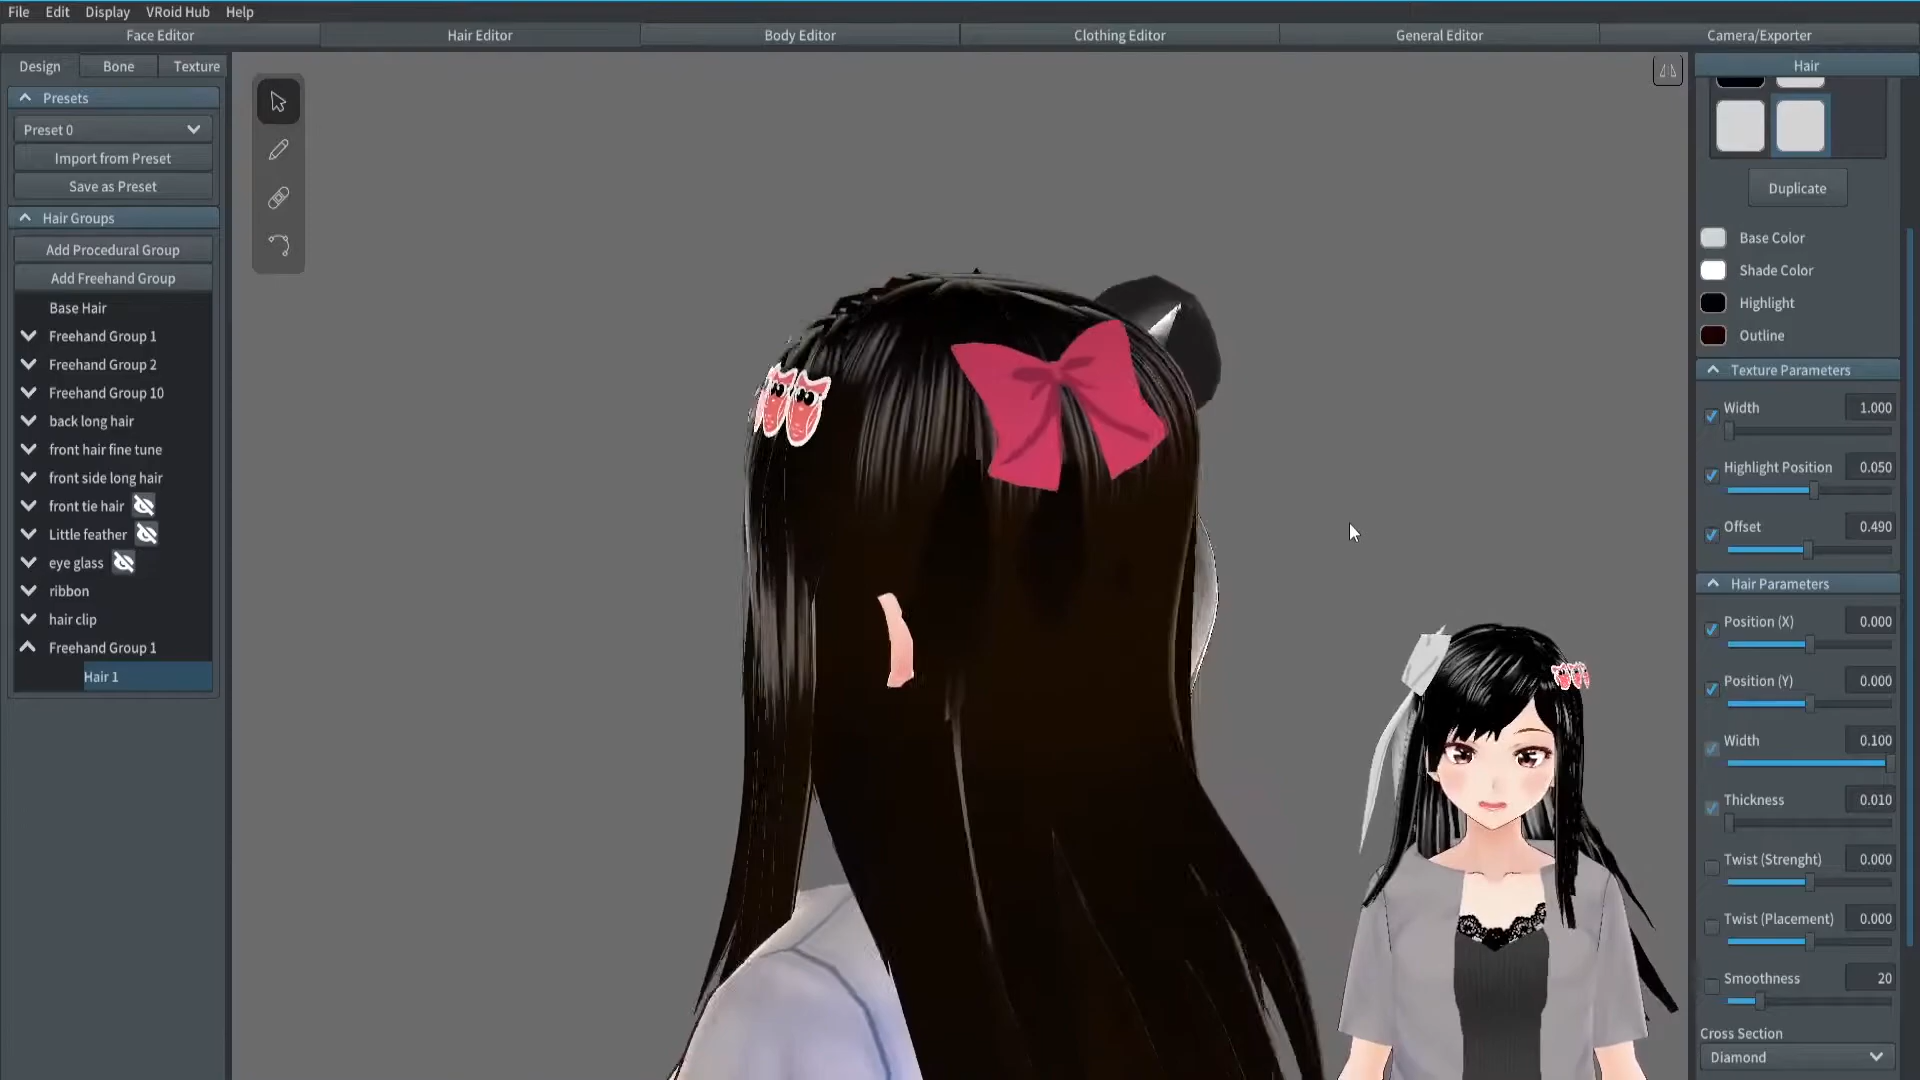 File Edit Display VRoid Hub Help
Face Editor Hair Editor Body Editor Clothing Editor General Editor Camera/Exporter
Design Bone Texture
Presets
Preset 0
Import from Preset
Save as Preset
Hair Groups
Add Procedural Group
Add Freehand Group
Base Hair
Freehand Group 1
Freehand Group 2
Freehand Group 10
back long hair
front hair fine tune
front side long hair
front tie hair
Little feather
eye glass
ribbon
hair clip
Freehand Group 1
Hair 1
Hair
Duplicate
Base Color
Shade Color
Highlight
Outline
Texture Parameters
Width 1.000
Highlight Position 0.050
Offset 0.490
Hair Parameters
Position (X) 0.000
Position (Y) 0.000
Width 0.100
Thickness 0.010
Twist (Strenght) 0.000
Twist (Placement) 0.000
Smoothness 20
Cross Section
Diamond